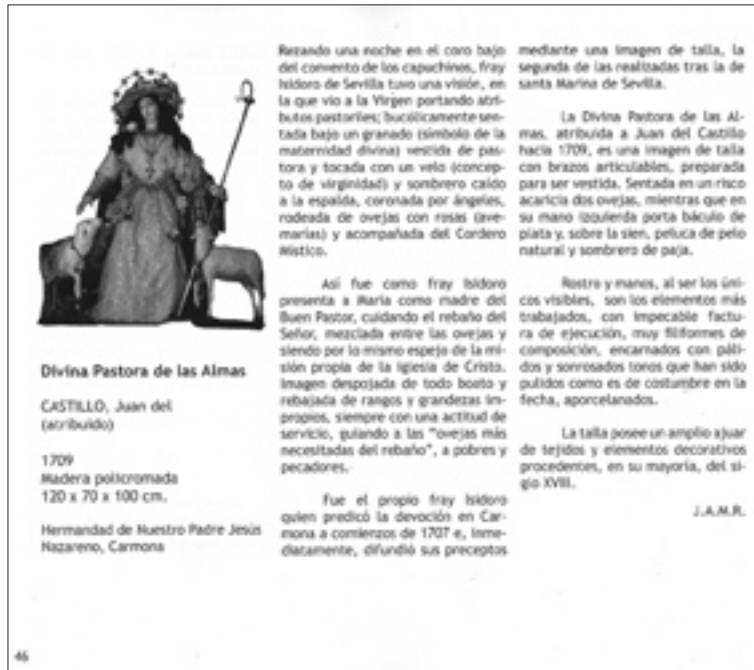 Divina Pastora de las Almas
CASTILLO, Juan del
(atribuido)
1709
Madera policromada
120 x 70 x 100 cm.
Hermandad de Nuestro Padre Jesús
Nazareno, Carmona
Rezando una noche en el coro bajo
del convento de los capuchinos, fray
Isidoro de Sevilla tuvo una visión, en
la que vio a la Virgen portando atri-
butos pastoriles; bucólicamente sen-
tada bajo un granado (símbolo de la
maternidad divina) vestida de pas-
tora y tocada con un velo (concep-
to de virginidad) y sombrero caído
a la espalda, coronada por ángeles,
rodeada de ovejas con rosas (ave-
marías) y acompañada del Cordero
Místico.
Así fue como fray Isidoro
presenta a María como madre del
Buen Pastor, cuidando el rebaño del
Señor, mezclada entre las ovejas y
siendo por lo mismo espejo de la mi-
sión propia de la Iglesia de Cristo.
Imagen despojada de todo boato y
rebajada de rangos y grandezas im-
propios, siempre con una actitud de
servicio, guiando a las "ovejas más
necesitadas del rebaño", a pobres y
pecadores.
Fue el propio fray Isidoro
quien predicó la devoción en Car-
mona a comienzos de 1707 e, inme-
diatamente, difundió sus preceptos
mediante una imagen de talla, la
segunda de las realizadas tras la de
santa Marina de Sevilla.
La Divina Pastora de las Al-
mas, atribuida a Juan del Castillo
hacia 1709, es una imagen de talla
con brazos articulables, preparada
para ser vestida. Sentada en un risco
acaricia dos ovejas, mientras que en
su mano izquierda porta báculo de
plata y, sobre la sien, peluca de pelo
natural y sombrero de paja.
Rostro y manos, al ser los úni-
cos visibles, son los elementos más
trabajados, con impecable factu-
ra de ejecución, muy filiformes de
composición, encarnados con páli-
dos y sonrosados tonos que han sido
pulidos como es de costumbre en la
fecha, aporcelanados.
La talla posee un amplio ajuar
de tejidos y elementos decorativos
procedentes, en su mayoría, del si-
glo XVIII.
J.A.M.R.
46